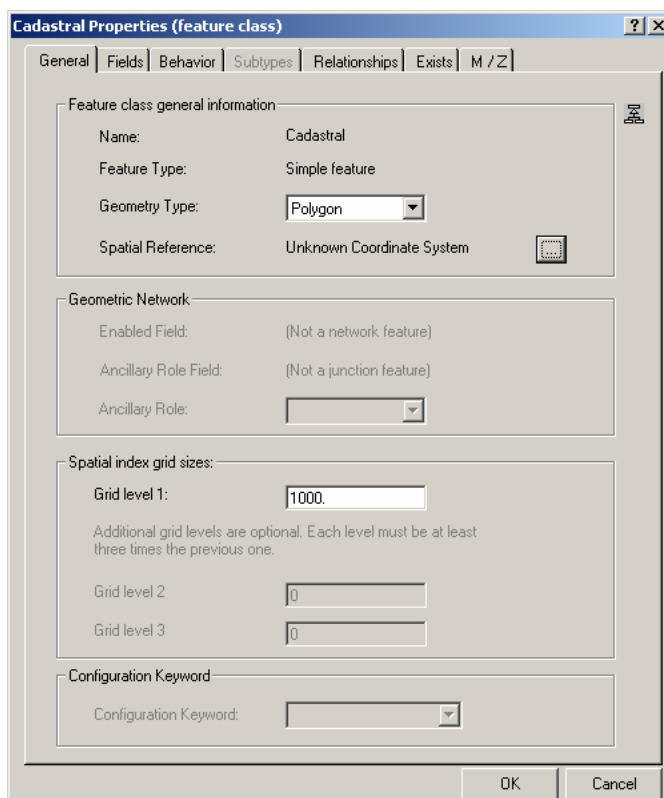 Cadastral Properties (feature class)
General Fields Behavior Subtypes Relationships Exists M / Z
Feature class general information
Name: Cadastral
Feature Type: Simple feature
Geometry Type: Polygon
Spatial Reference: Unknown Coordinate System ...
Geometric Network
Enabled Field: (Not a network feature)
Ancillary Role Field: (Not a junction feature)
Ancillary Role:
Spatial index grid sizes:
Grid level 1: 1000.
Additional grid levels are optional. Each level must be at least
three times the previous one.
Grid level 2 0
Grid level 3 0
Configuration Keyword
Configuration Keyword:
OK Cancel